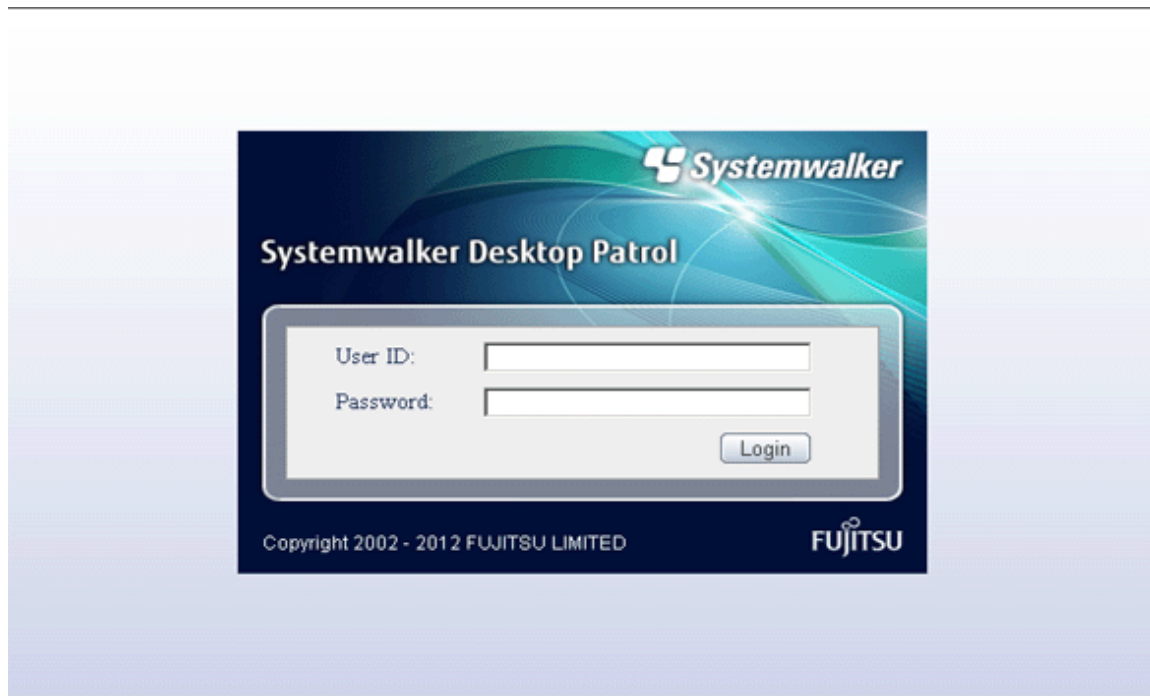 Systemwalker
Systemwalker Desktop Patrol
User ID:
Password:
Login
Copyright 2002 - 2012 FUJITSU LIMITED
FUJITSU